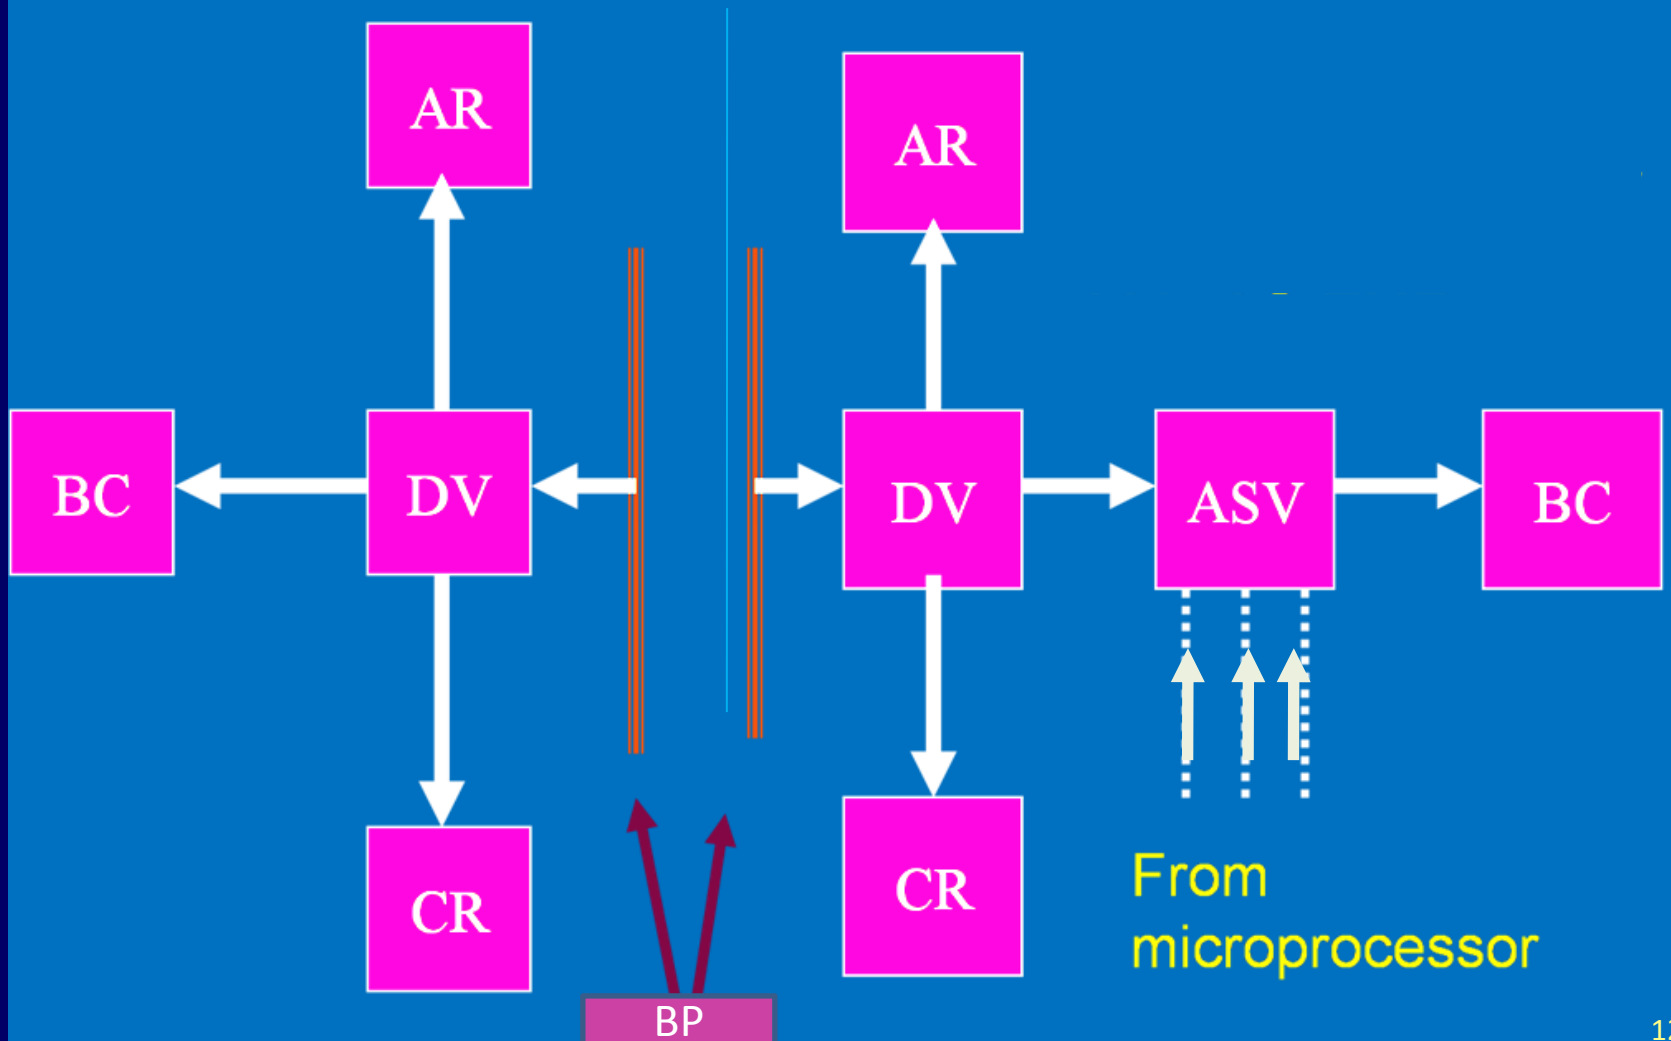 AR
AR
BC
DV
DV
ASV
BC
CR
CR
From
microprocessor
BP